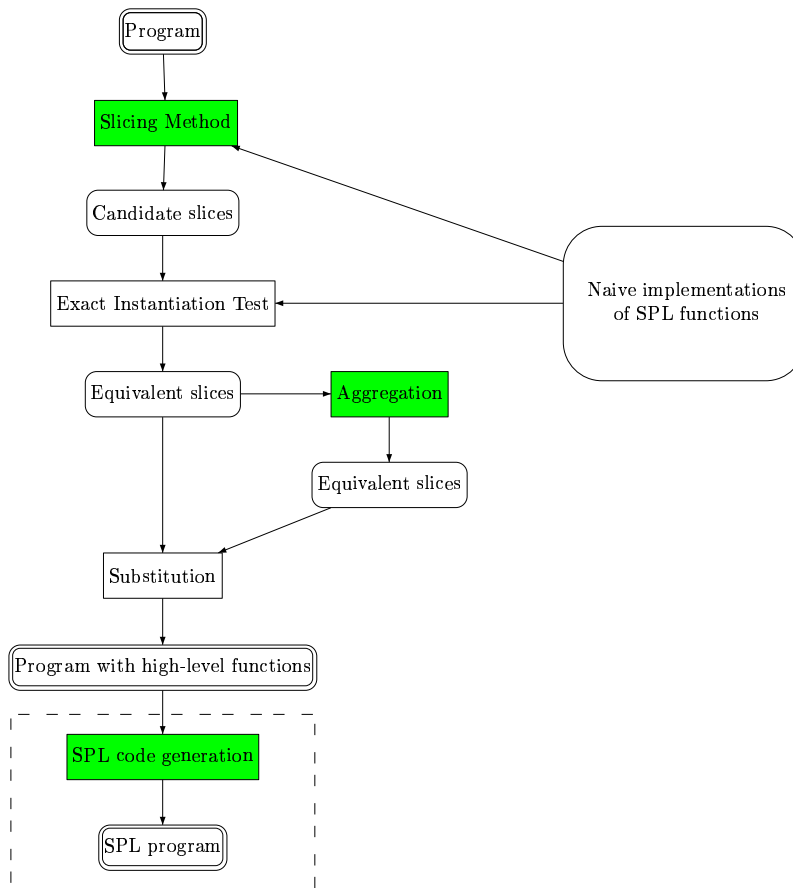 Program
Slicing Method
Candidate slices
Naive implementations
of SPL functions
Exact Instantiation Test
Equivalent slices
Aggregation
Equivalent slices
Substitution
Program with high-level functions
SPL code generation
SPL program